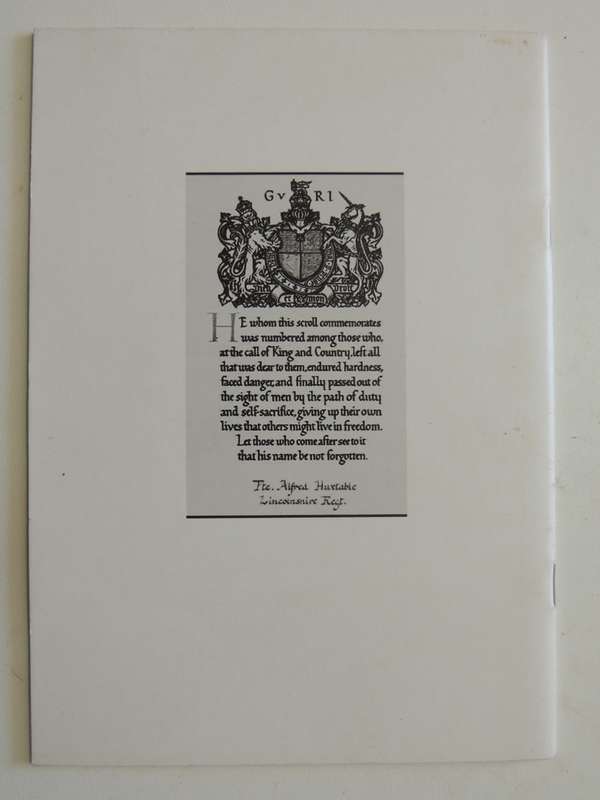 G V R I
Dieu et mon Droit
HE whom this scroll commemorates
was numbered among those who,
at the call of King and Country, left all
that was dear to them, endured hardness,
faced danger, and finally passed out of
the sight of men by the path of duty
and self-sacrifice, giving up their own
lives that others might live in freedom.
Let those who come after see to it
that his name be not forgotten.
Pte. Alfred Huxtable
Lincolnshire Regt.